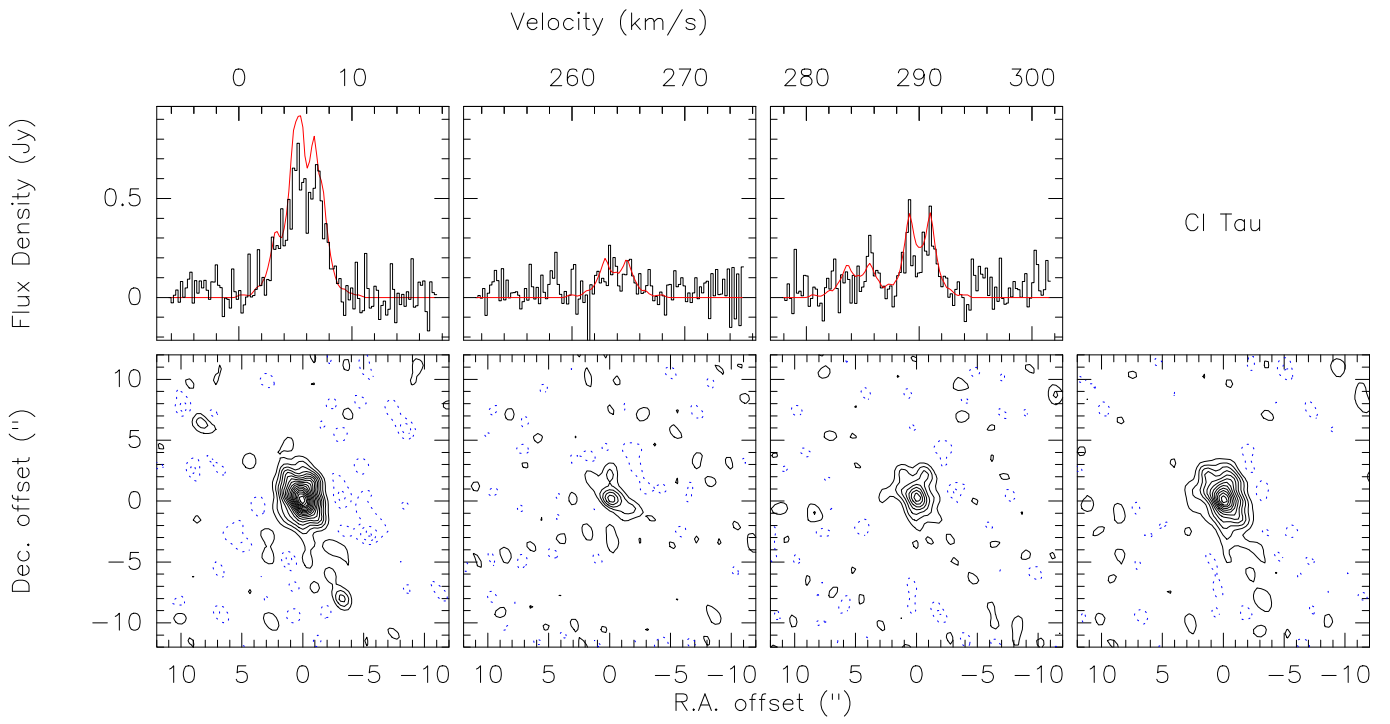 Velocity (km/s)
0 10 260 270 280 290 300
Flux Density (Jy)
0.5
0
CI Tau
Dec. offset (")
10
5
0
−5
−10
10 5 0 −5 −10 10 5 0 −5 −10 10 5 0 −5 −10 10 5 0 −5 −10
R.A. offset (")